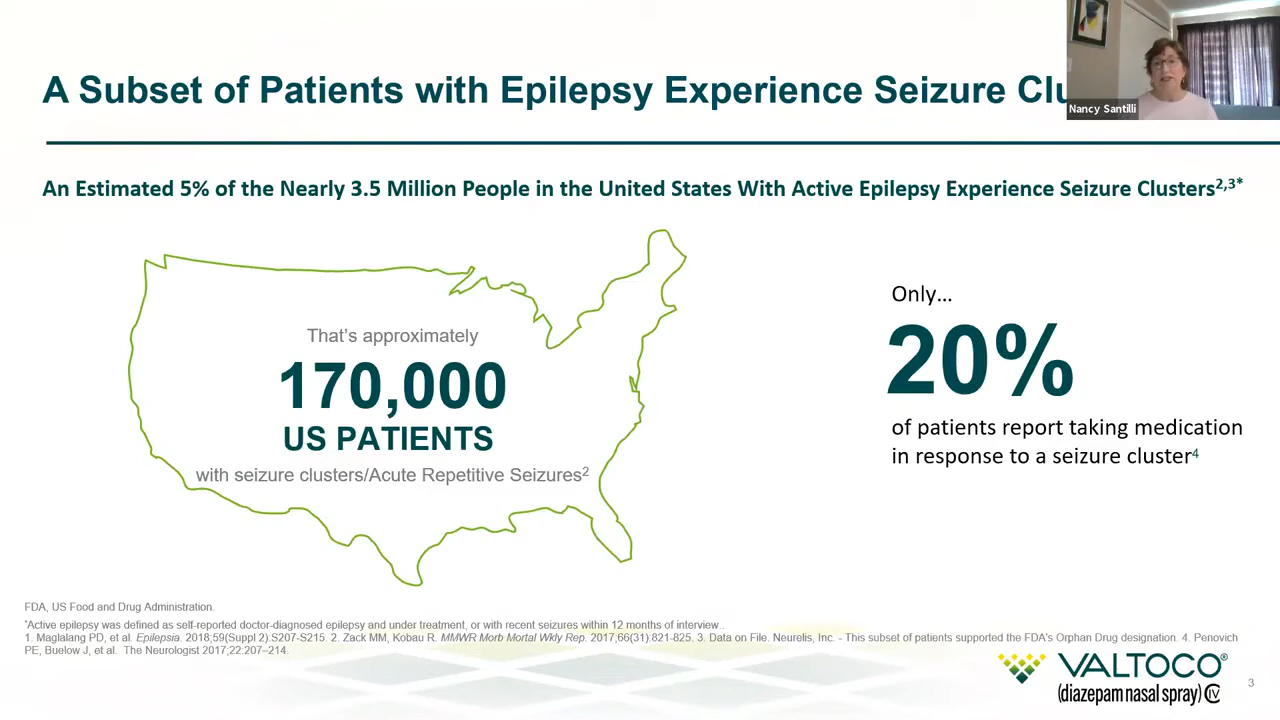 A Subset of Patients with Epilepsy Experience Seizure Clu
Nancy Santilli
An Estimated 5% of the Nearly 3.5 Million People in the United States With Active Epilepsy Experience Seizure Clusters2,3*
That's approximately
170,000
US PATIENTS
with seizure clusters/Acute Repetitive Seizures2
Only...
20%
of patients report taking medication
in response to a seizure cluster4
FDA, US Food and Drug Administration.
*Active epilepsy was defined as self-reported doctor-diagnosed epilepsy and under treatment, or with recent seizures within 12 months of interview..
1. Maglalang PD, et al. Epilepsia. 2018;59(Suppl 2).S207-S215. 2. Zack MM, Kobau R. MMWR Morb Mortal Wkly Rep. 2017;66(31):821-825. 3. Data on File. Neurelis, Inc. - This subset of patients supported the FDA's Orphan Drug designation. 4. Penovich
PE, Buelow J, et al. The Neurologist 2017;22:207–214.
VALTOCO®
(diazepam nasal spray) CIV
3